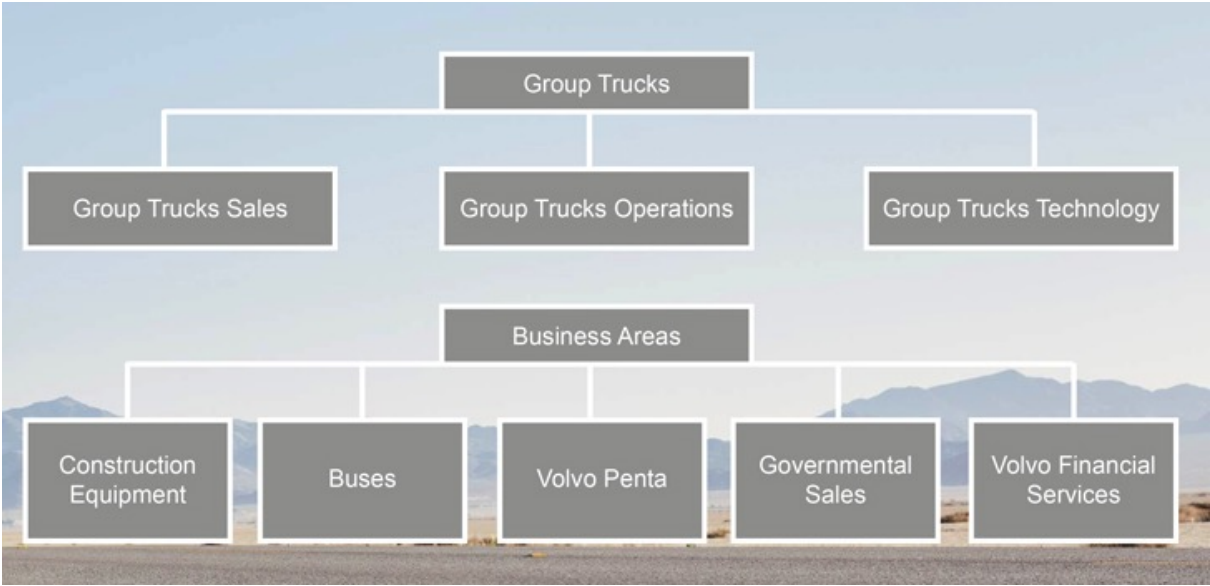 Group Trucks
Group Trucks Sales
Group Trucks Operations
Group Trucks Technology
Business Areas
Construction
Equipment
Buses
Volvo Penta
Governmental
Sales
Volvo Financial
Services